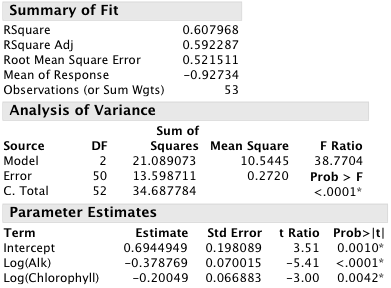 Summary of Fit
RSquare 0.607968
RSquare Adj 0.592287
Root Mean Square Error 0.521511
Mean of Response -0.92734
Observations (or Sum Wgts) 53
Analysis of Variance
Sum of
Source DF Squares Mean Square F Ratio
Model 2 21.089073 10.5445 38.7704
Error 50 13.598711 0.2720 Prob > F
C. Total 52 34.687784 <.0001*
Parameter Estimates
Term Estimate Std Error t Ratio Prob>|t|
Intercept 0.6944949 0.198089 3.51 0.0010*
Log(Alk) -0.378769 0.070015 -5.41 <.0001*
Log(Chlorophyll) -0.20049 0.066883 -3.00 0.0042*